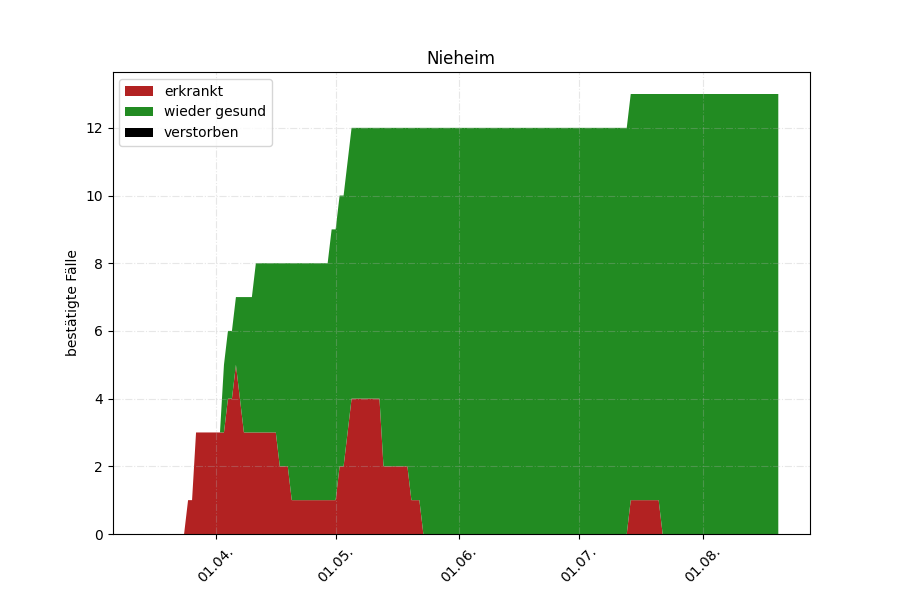 Nieheim
erkrankt
wieder gesund
verstorben
bestätigte Fälle
12
10
8
6
4
2
0
01.04.
01.05.
01.06.
01.07.
01.08.